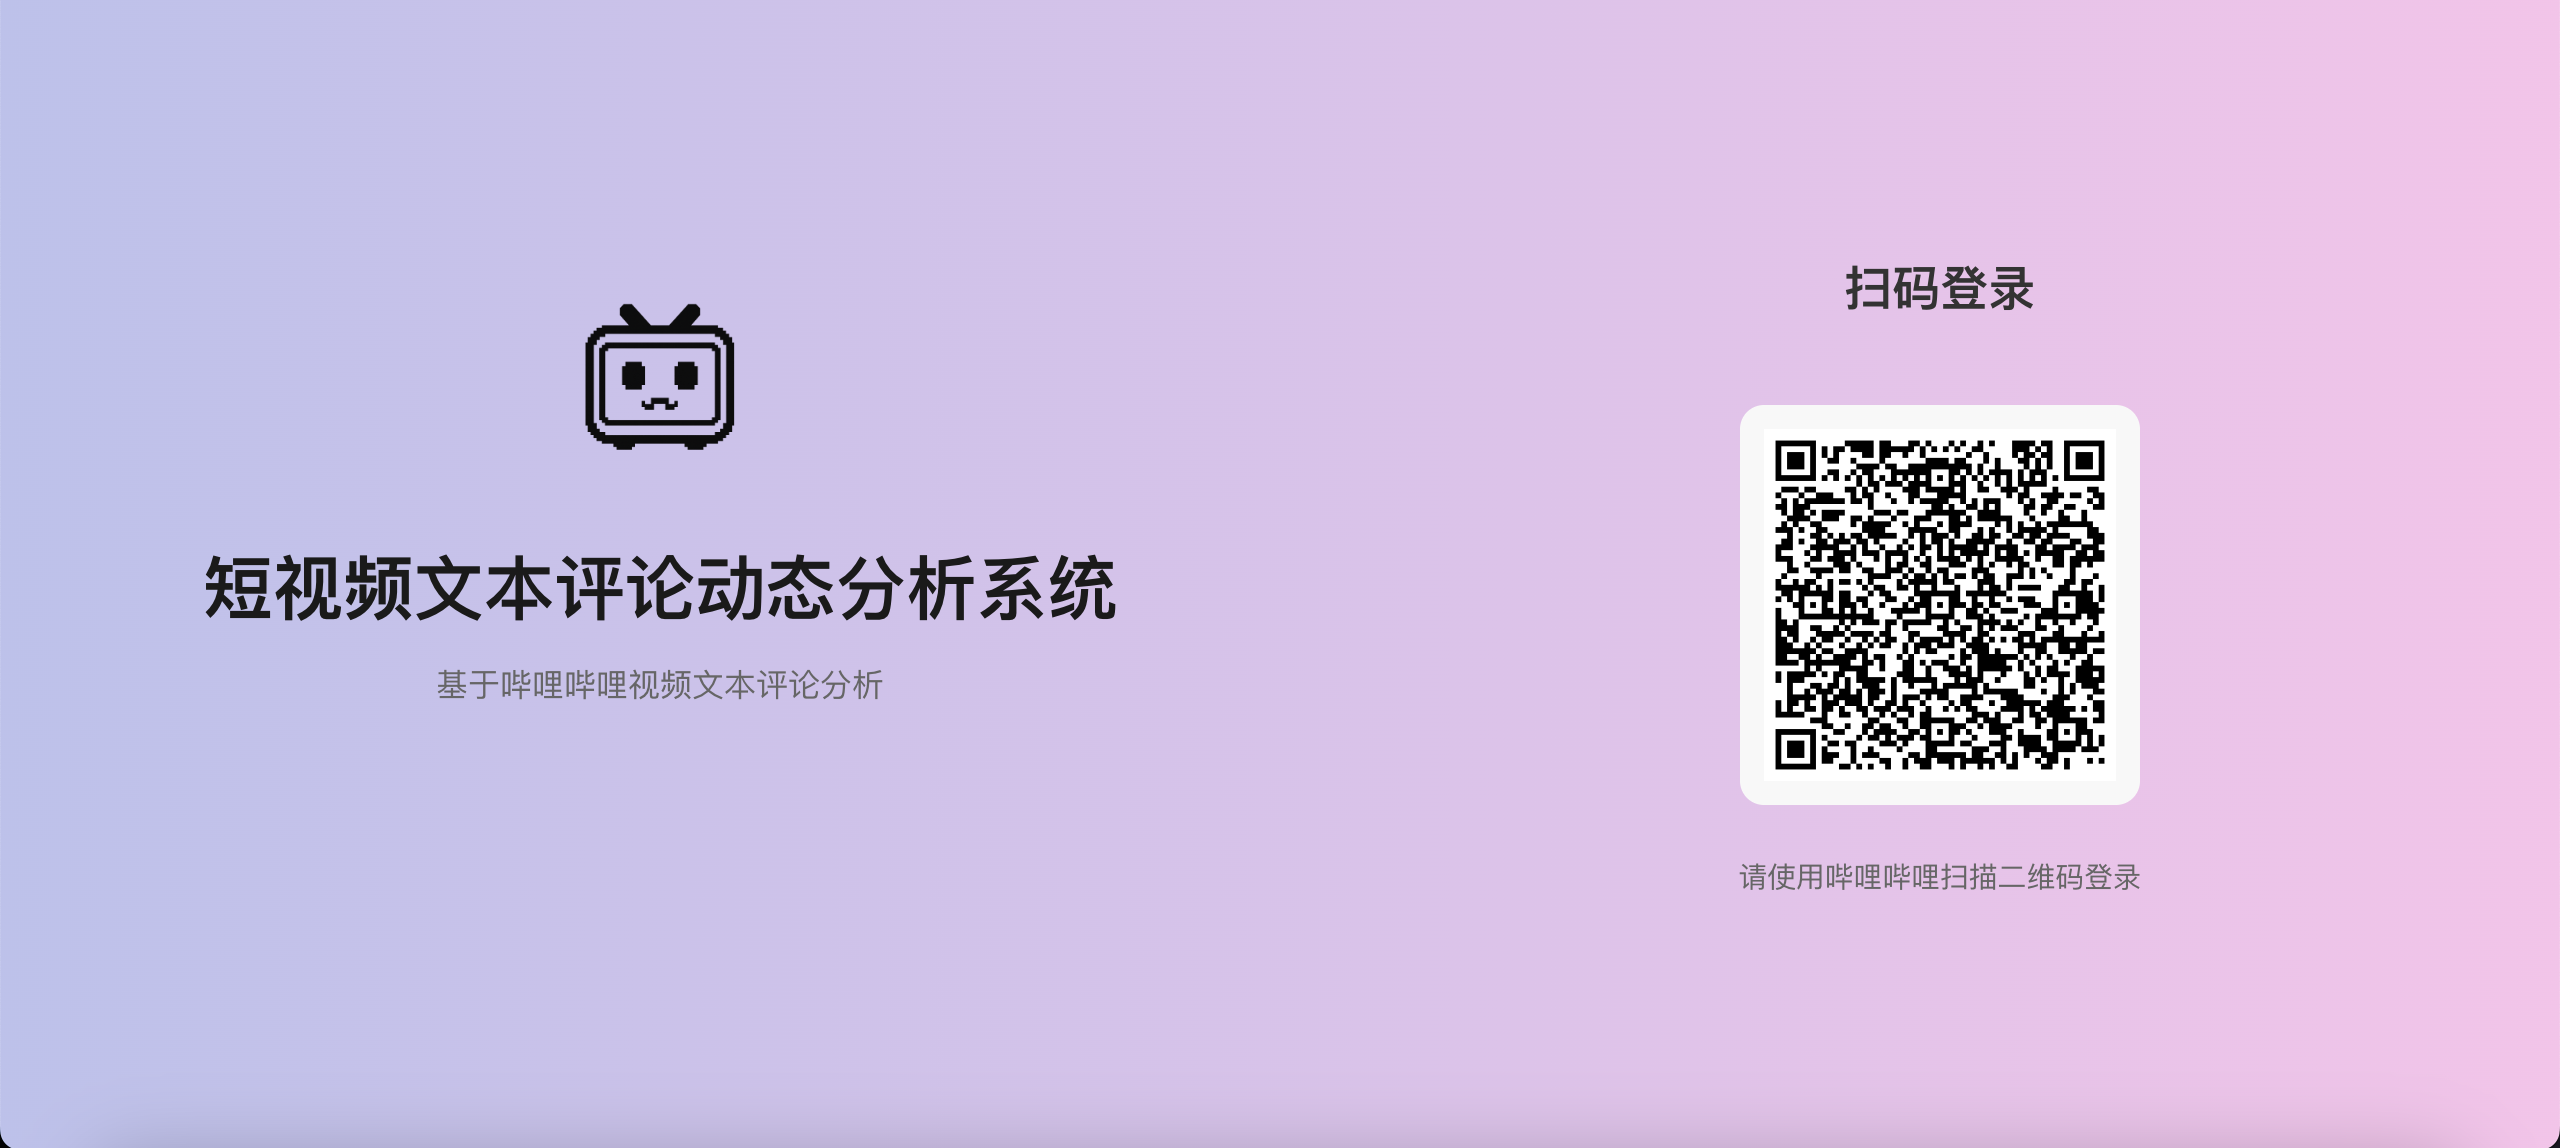 短视频文本评论动态分析系统
基于哔哩哔哩视频文本评论分析
扫码登录
请使用哔哩哔哩扫描二维码登录